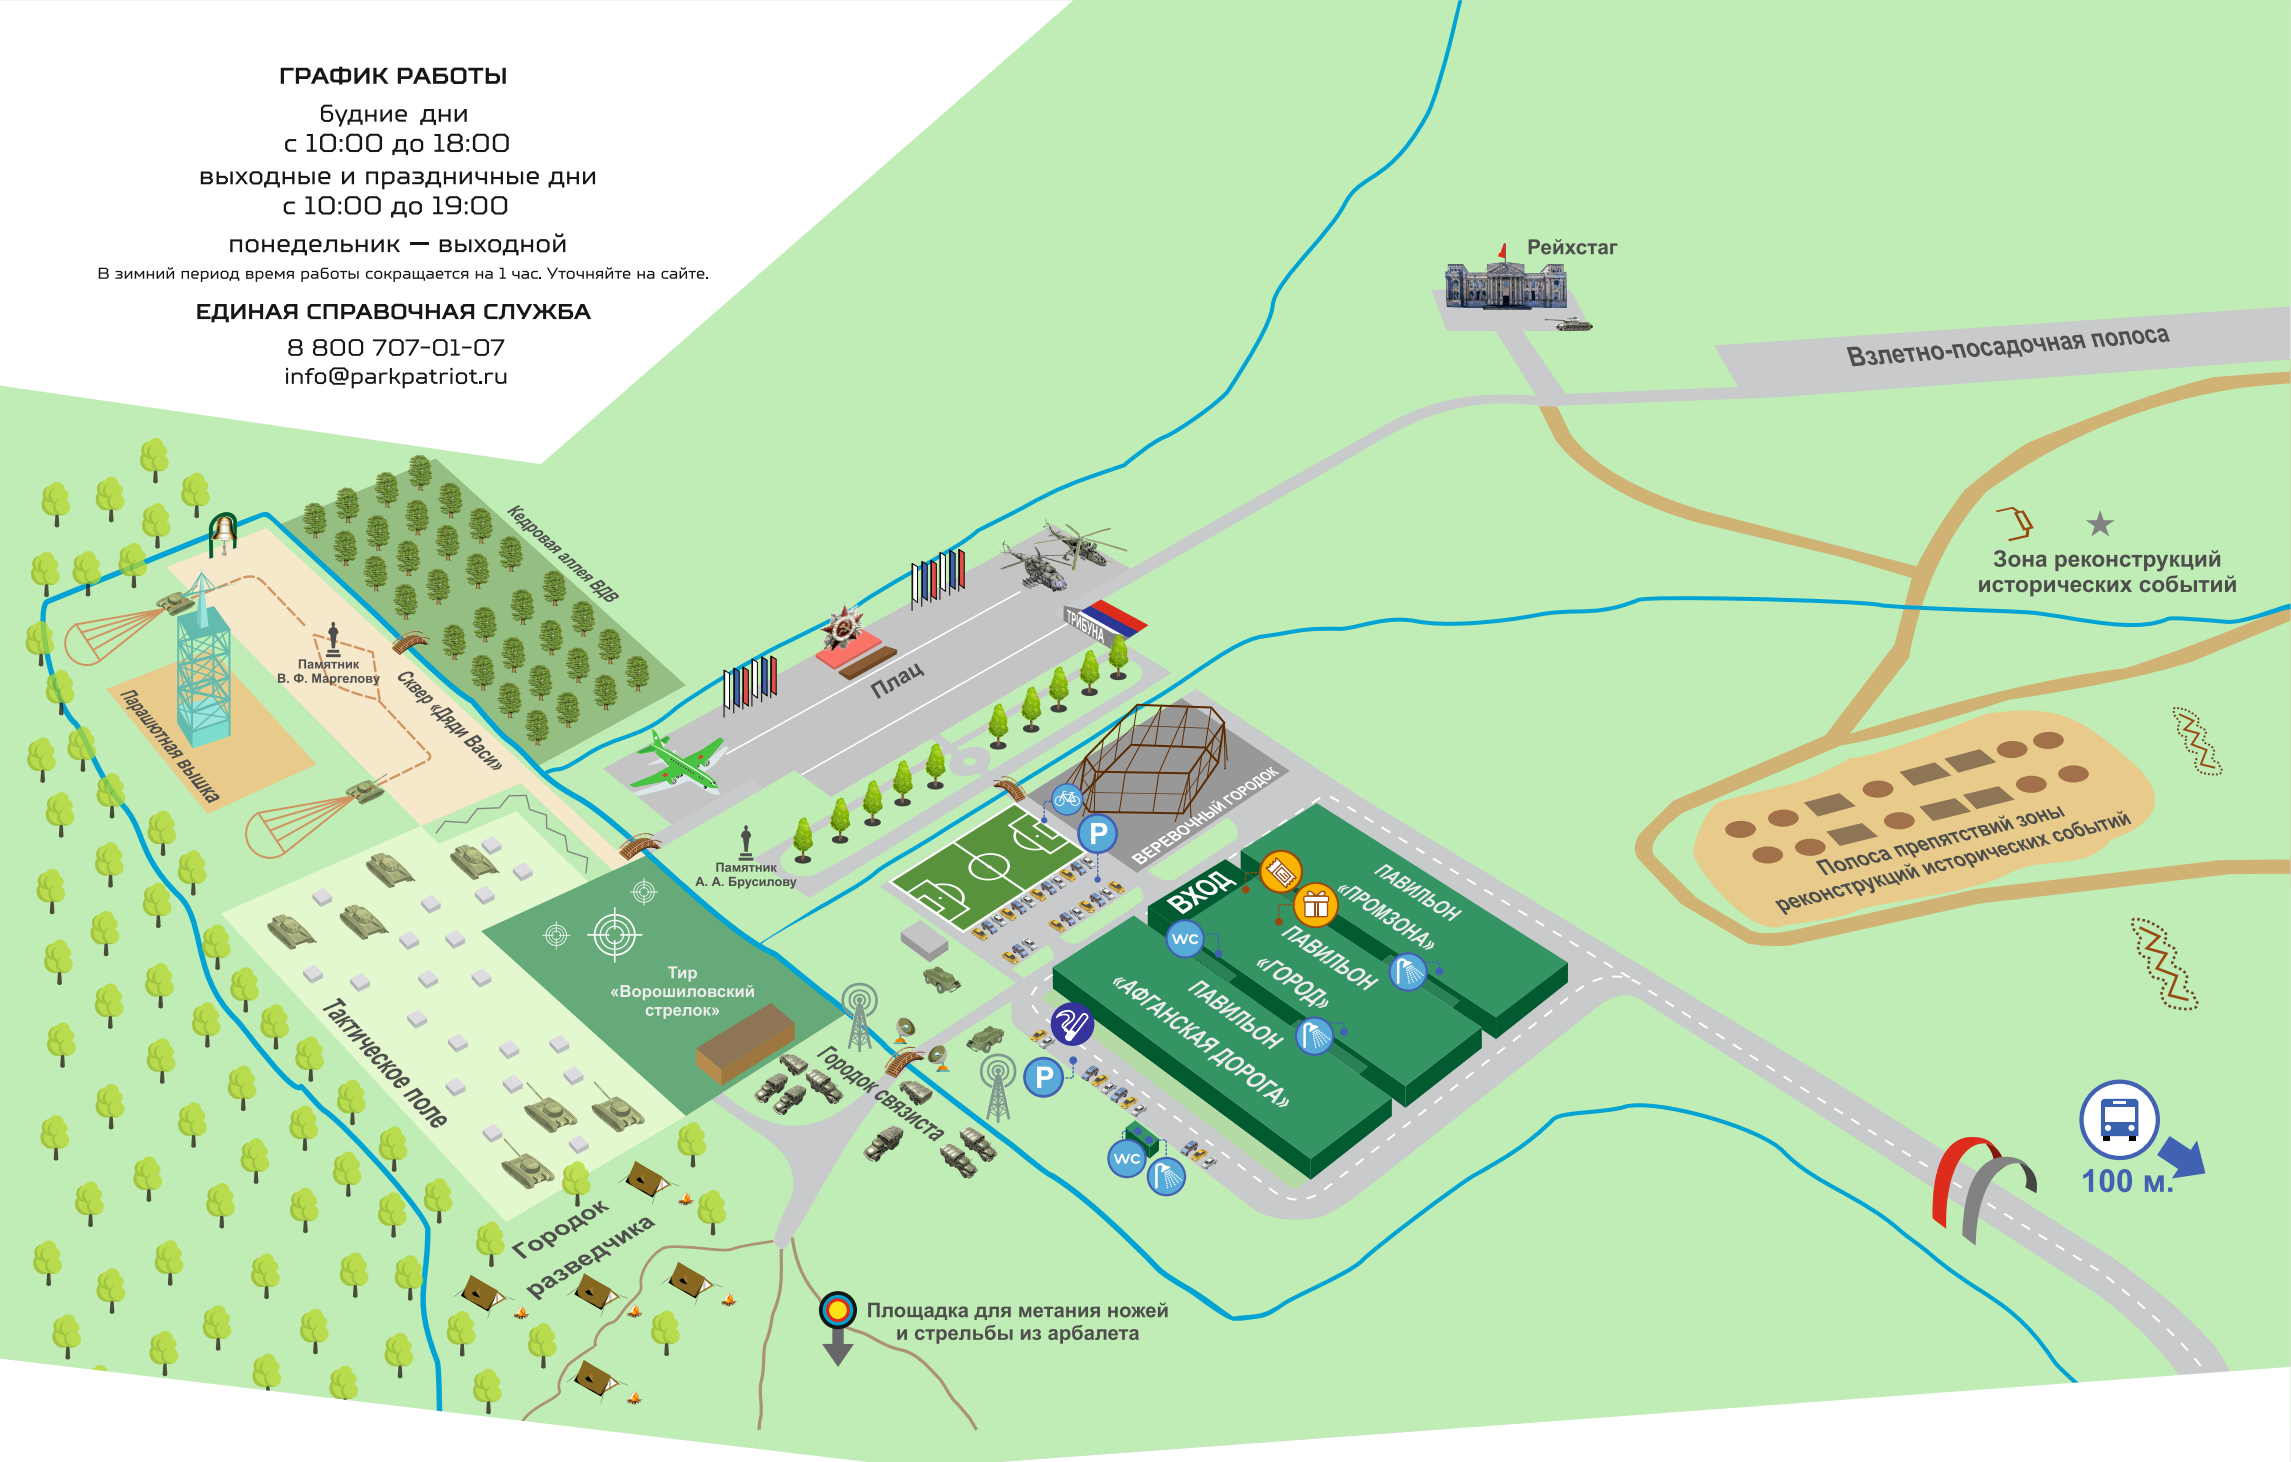 ГРАФИК РАБОТЫ
будние дни
с 10:00 до 18:00
выходные и праздничные дни
с 10:00 до 19:00
понедельник — выходной
В зимний период время работы сокращается на 1 час. Уточняйте на сайте.
ЕДИНАЯ СПРАВОЧНАЯ СЛУЖБА
8 800 707-01-07
info@parkpatriot.ru
Рейхстаг
Взлетно-посадочная полоса
Кедровая аллея ВДВ
Зона реконструкций
исторических событий
ТРИБУНА
Плац
Памятник
В. Ф. Маргелову
Сквер «Дяди Васи»
Парашютная вышка
ВЕРЕВОЧНЫЙ ГОРОДОК
P
Памятник
А. А. Брусилову
ВХОД
ПАВИЛЬОН
«ПРОМЗОНА»
ПАВИЛЬОН
«ГОРОД»
ПАВИЛЬОН
«АФГАНСКАЯ ДОРОГА»
WC
Полоса препятствий зоны
реконструкций исторических событий
Тир
«Ворошиловский
стрелок»
Тактическое поле
Городок связиста
P
WC
100 м.
Городок
разведчика
Площадка для метания ножей
и стрельбы из арбалета